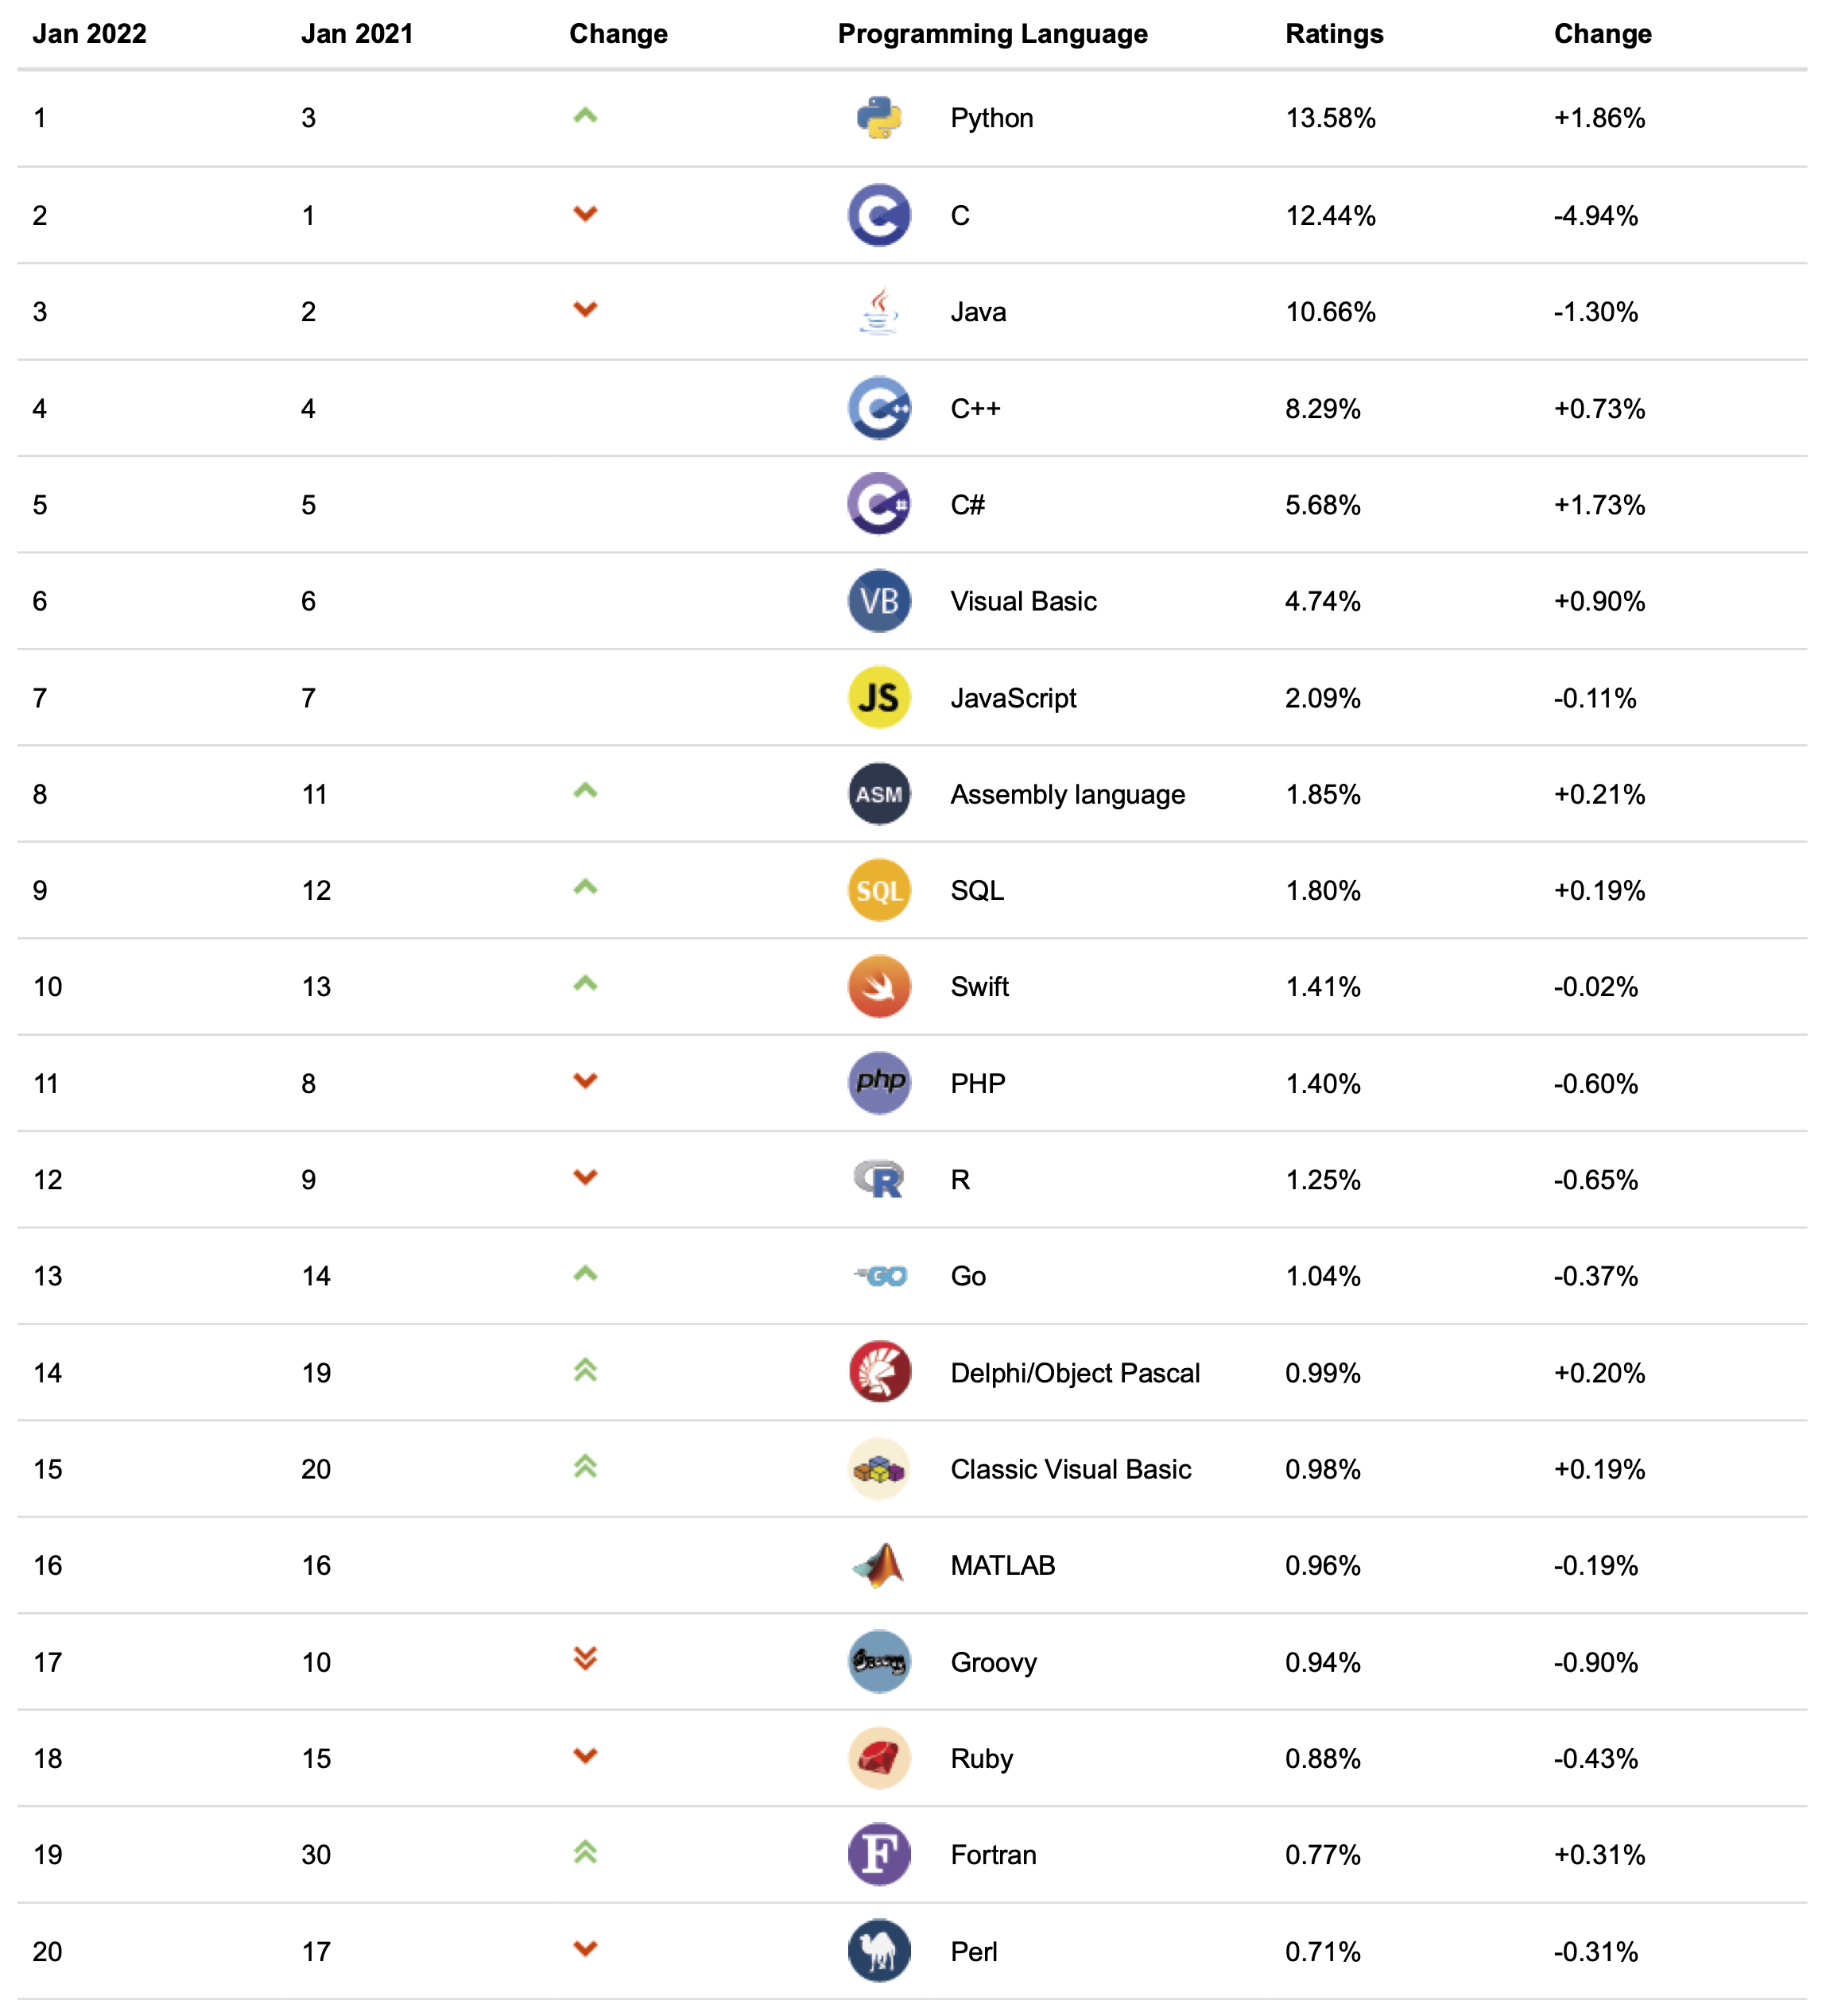 Jan 2022 Jan 2021 Change Programming Language Ratings Change
1 3 Python 13.58% +1.86%
2 1 C C 12.44% -4.94%
3 2 Java 10.66% -1.30%
4 4 C++ C++ 8.29% +0.73%
5 5 C# C# 5.68% +1.73%
6 6 VB Visual Basic 4.74% +0.90%
7 7 JS JavaScript 2.09% -0.11%
8 11 ASM Assembly language 1.85% +0.21%
9 12 SQL SQL 1.80% +0.19%
10 13 Swift 1.41% -0.02%
11 8 php PHP 1.40% -0.60%
12 9 R R 1.25% -0.65%
13 14 GO Go 1.04% -0.37%
14 19 Delphi/Object Pascal 0.99% +0.20%
15 20 Classic Visual Basic 0.98% +0.19%
16 16 MATLAB 0.96% -0.19%
17 10 Groovy Groovy 0.94% -0.90%
18 15 Ruby 0.88% -0.43%
19 30 F Fortran 0.77% +0.31%
20 17 Perl 0.71% -0.31%